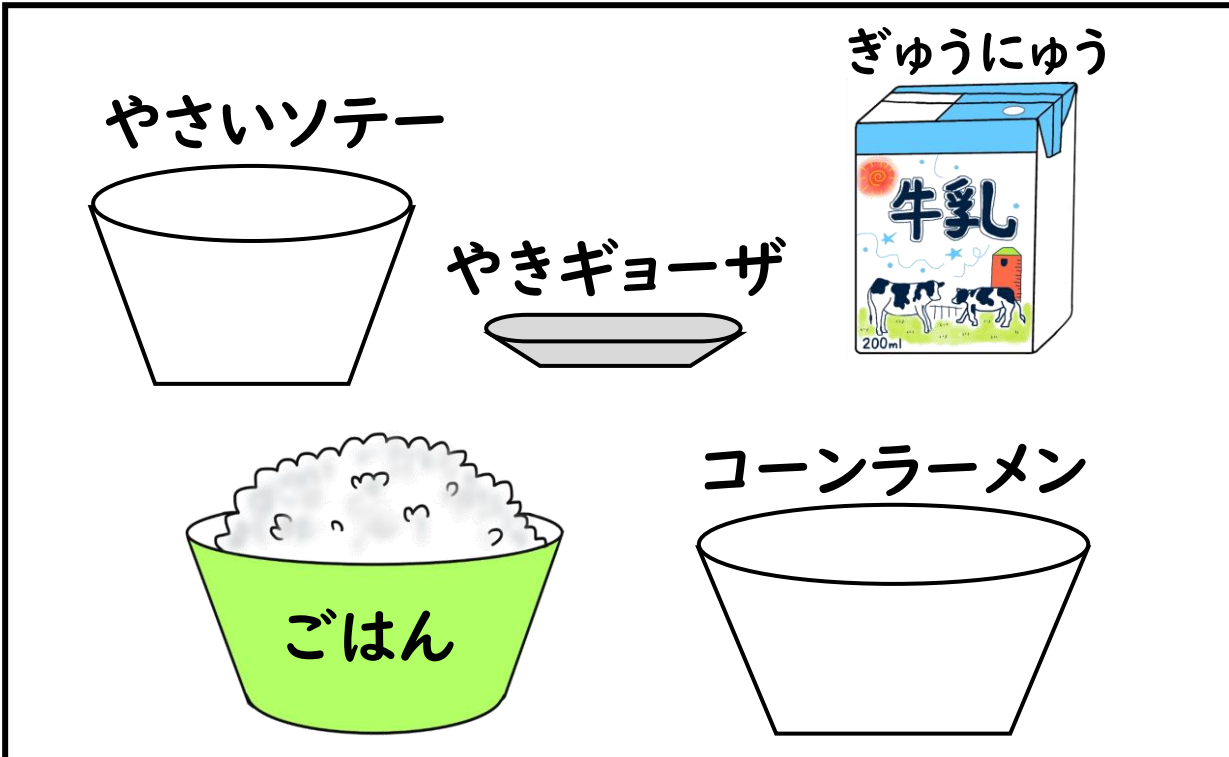 ぎゅうにゅう
やさいソテー
牛乳
やきギョーザ
200ml
コーンラーメン
ごはん